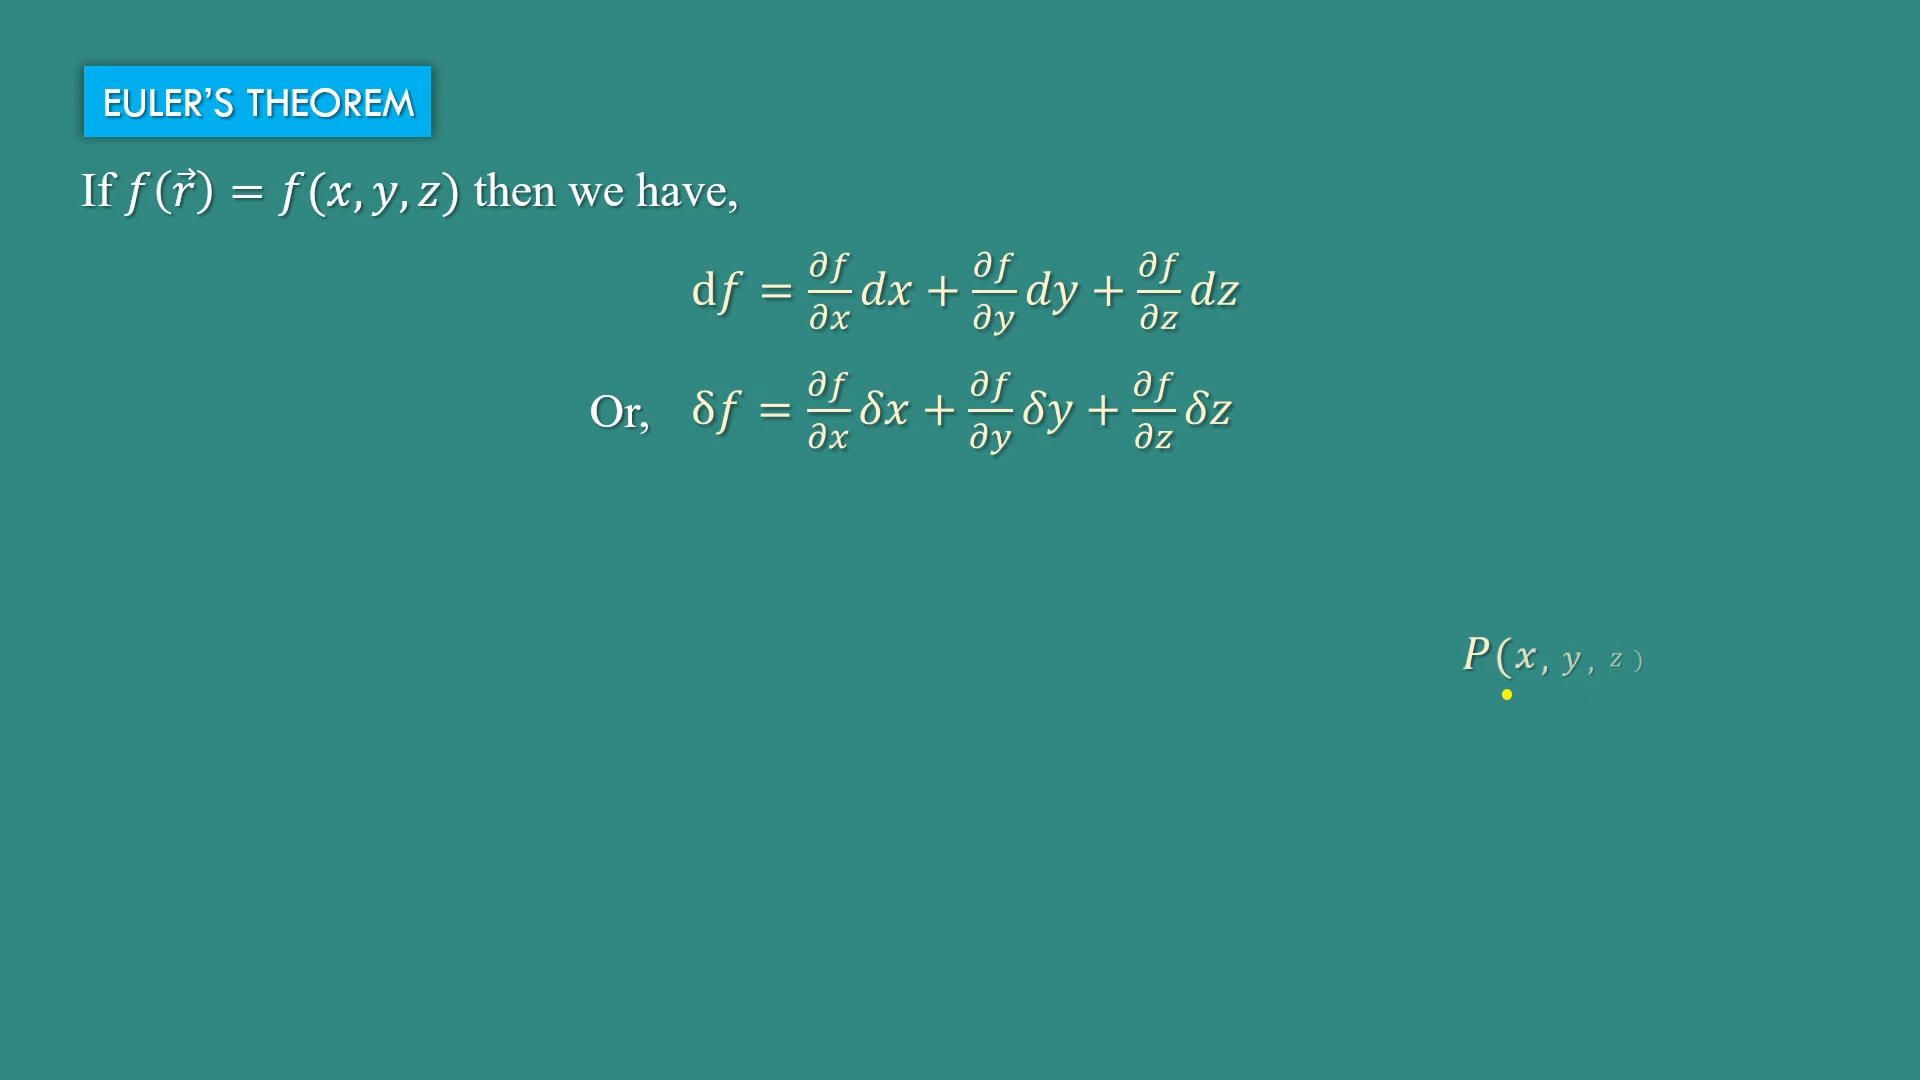 EULER’S THEOREM
If f(r⃗) = f(x, y, z) then we have,
df = ∂f/∂x dx + ∂f/∂y dy + ∂f/∂z dz
Or, δf = ∂f/∂x δx + ∂f/∂y δy + ∂f/∂z δz
P(x, y, z)